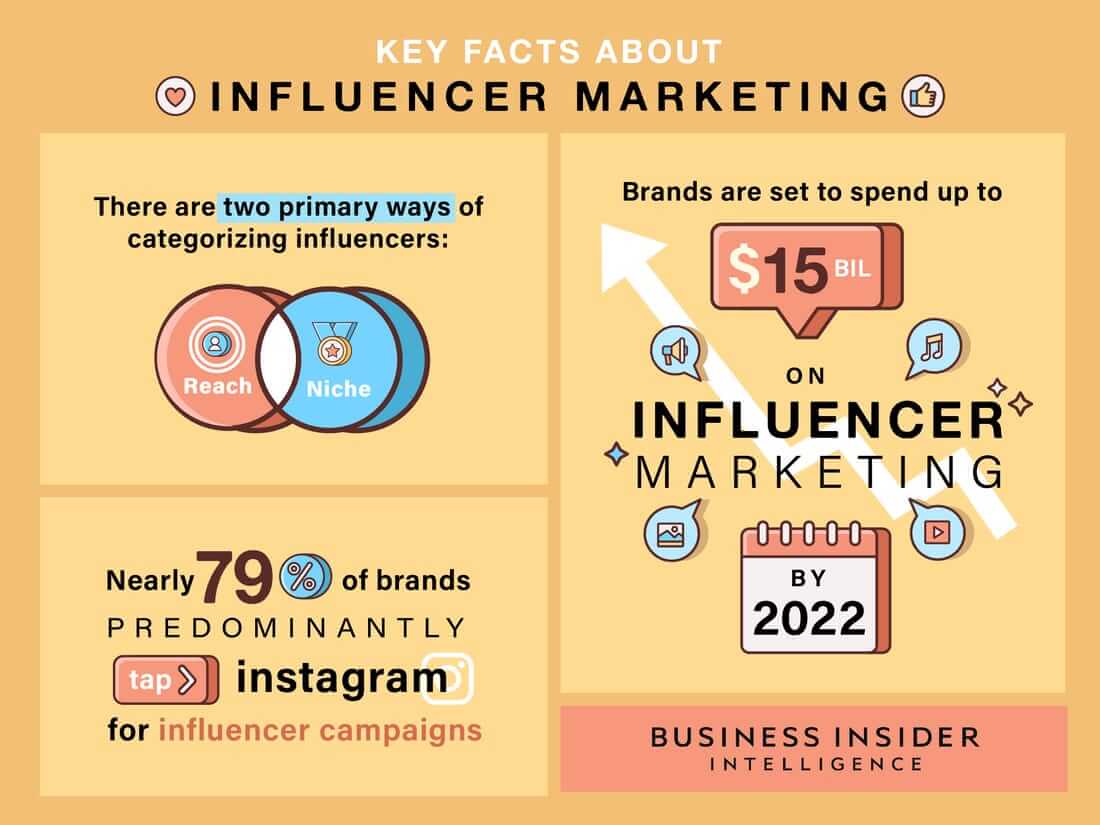 KEY FACTS ABOUT
INFLUENCER MARKETING
There are two primary ways of
categorizing influencers:
Reach
Niche
Nearly 79% of brands
PREDOMINANTLY
tap instagram
for influencer campaigns
Brands are set to spend up to
$15 BIL
ON
INFLUENCER
MARKETING
BY
2022
BUSINESS INSIDER
INTELLIGENCE